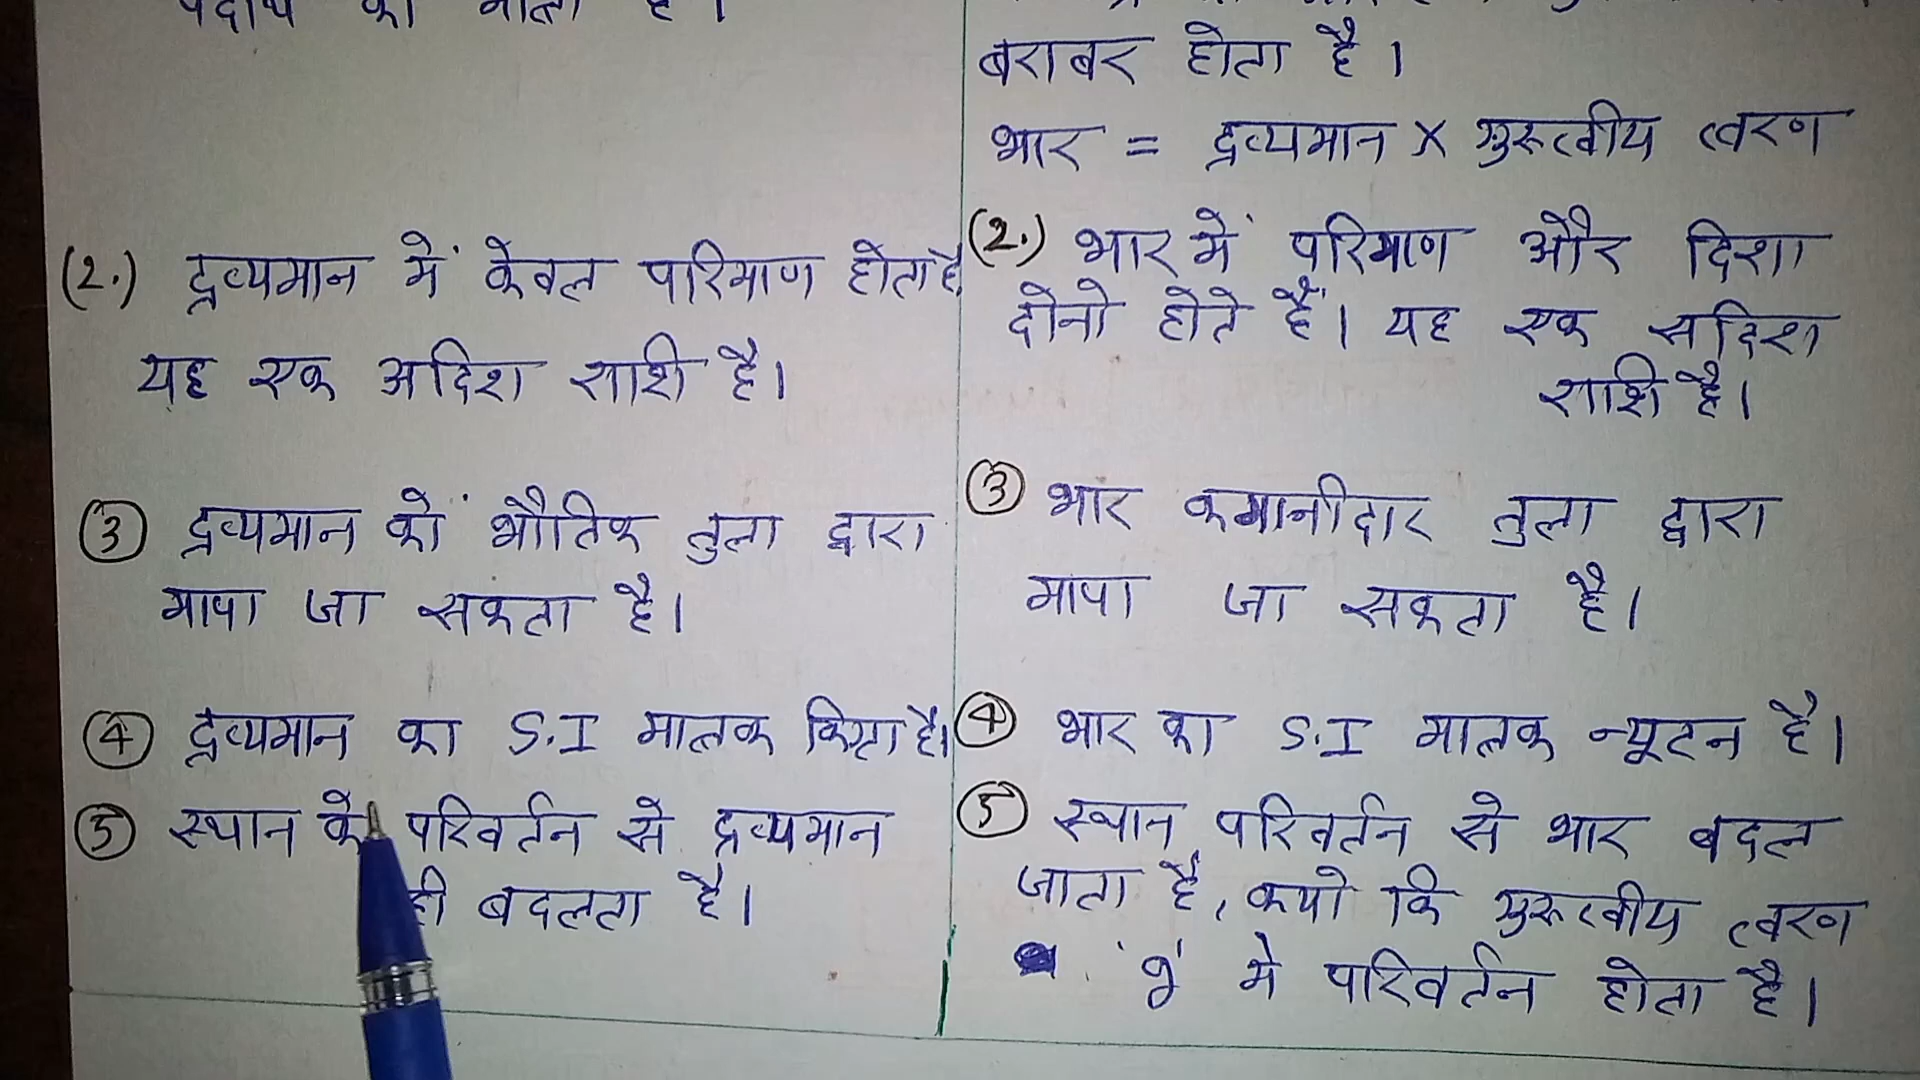 पदार्थ की मात्रा है।
(2.) द्रव्यमान में केवल परिमाण होता है
यह एक अदिश राशि है।
③ द्रव्यमान को भौतिक तुला द्वारा
मापा जा सकता है।
④ द्रव्यमान का S.I मात्रक किग्रा है।
⑤ स्थान के परिवर्तन से द्रव्यमान
ही बदलता है।
बराबर होता है।
भार = द्रव्यमान × गुरुत्वीय त्वरण
(2.) भार में परिमाण और दिशा
दोनो होते हैं। यह एक सदिश
राशि है।
③ भार कमानीदार तुला द्वारा
मापा जा सकता है।
④ भार का S.I मात्रक न्यूटन है।
⑤ स्थान परिवर्तन से भार बदल
जाता है, क्यो कि गुरुत्वीय त्वरण
'g' मे परिवर्तन होता है।